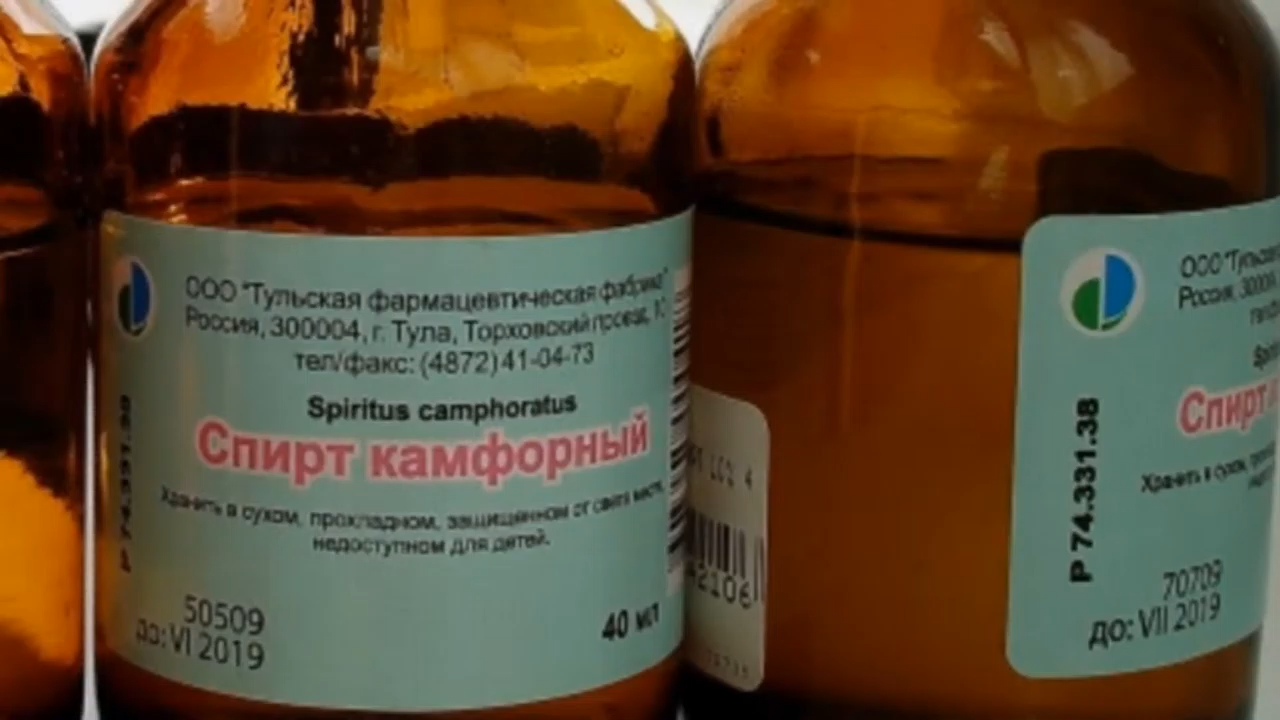 ООО "Тульская фармацевтическая фабрика"
Россия, 300004, г. Тула, Торховский проезд, 10
тел/факс: (4872) 41-04-73
Spiritus camphoratus
Спирт камфорный
Хранить в сухом, прохладном, защищённом от света месте,
недоступном для детей.
Р 74.331.38
50509
до: VI 2019
40 мл
42106
ООО "Тульская
Россия, 30000
Спирт
Р 74.331.38
Хранить в сухом,
70709
до: VII 2019